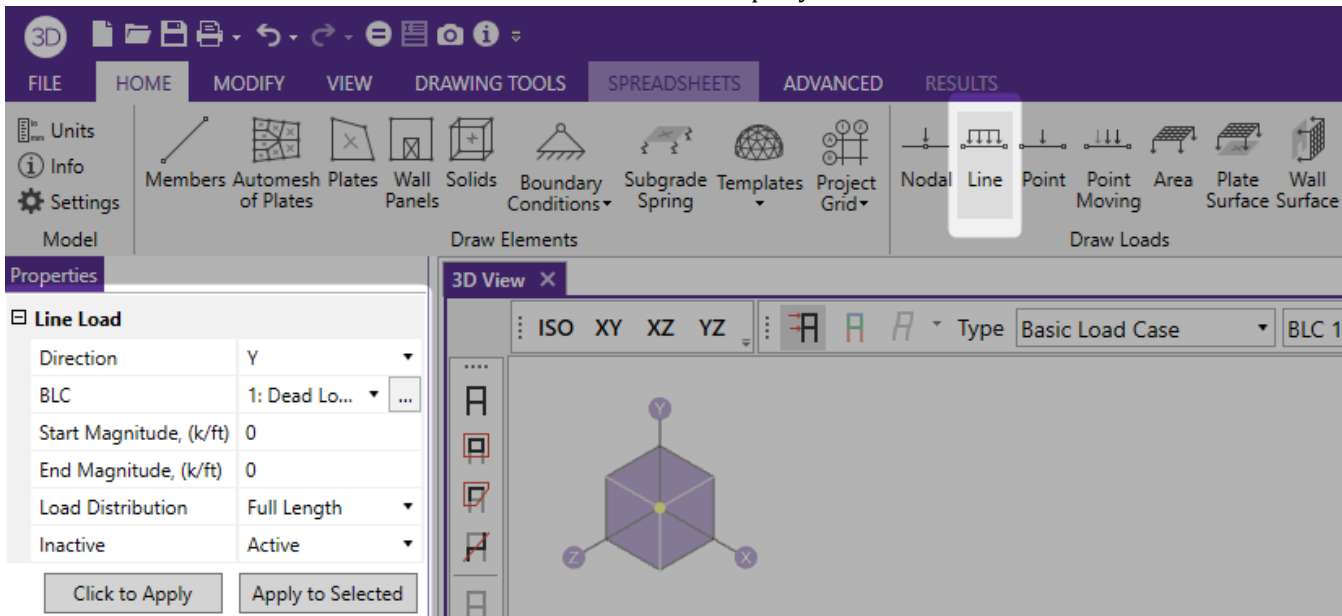 3D
FILE HOME MODIFY VIEW DRAWING TOOLS SPREADSHEETS ADVANCED RESULTS
Units
Info
Settings
Model
Members Automesh of Plates Plates Wall Panels Solids Boundary Conditions Subgrade Spring Templates Project Grid
Draw Elements
Nodal Line Point Point Moving Area Plate Surface Wall Surface
Draw Loads
Properties
Line Load
Direction Y
BLC 1: Dead Lo... ...
Start Magnitude, (k/ft) 0
End Magnitude, (k/ft) 0
Load Distribution Full Length
Inactive Active
Click to Apply Apply to Selected
3D View
ISO XY XZ YZ Type Basic Load Case BLC 1
Y
Z X